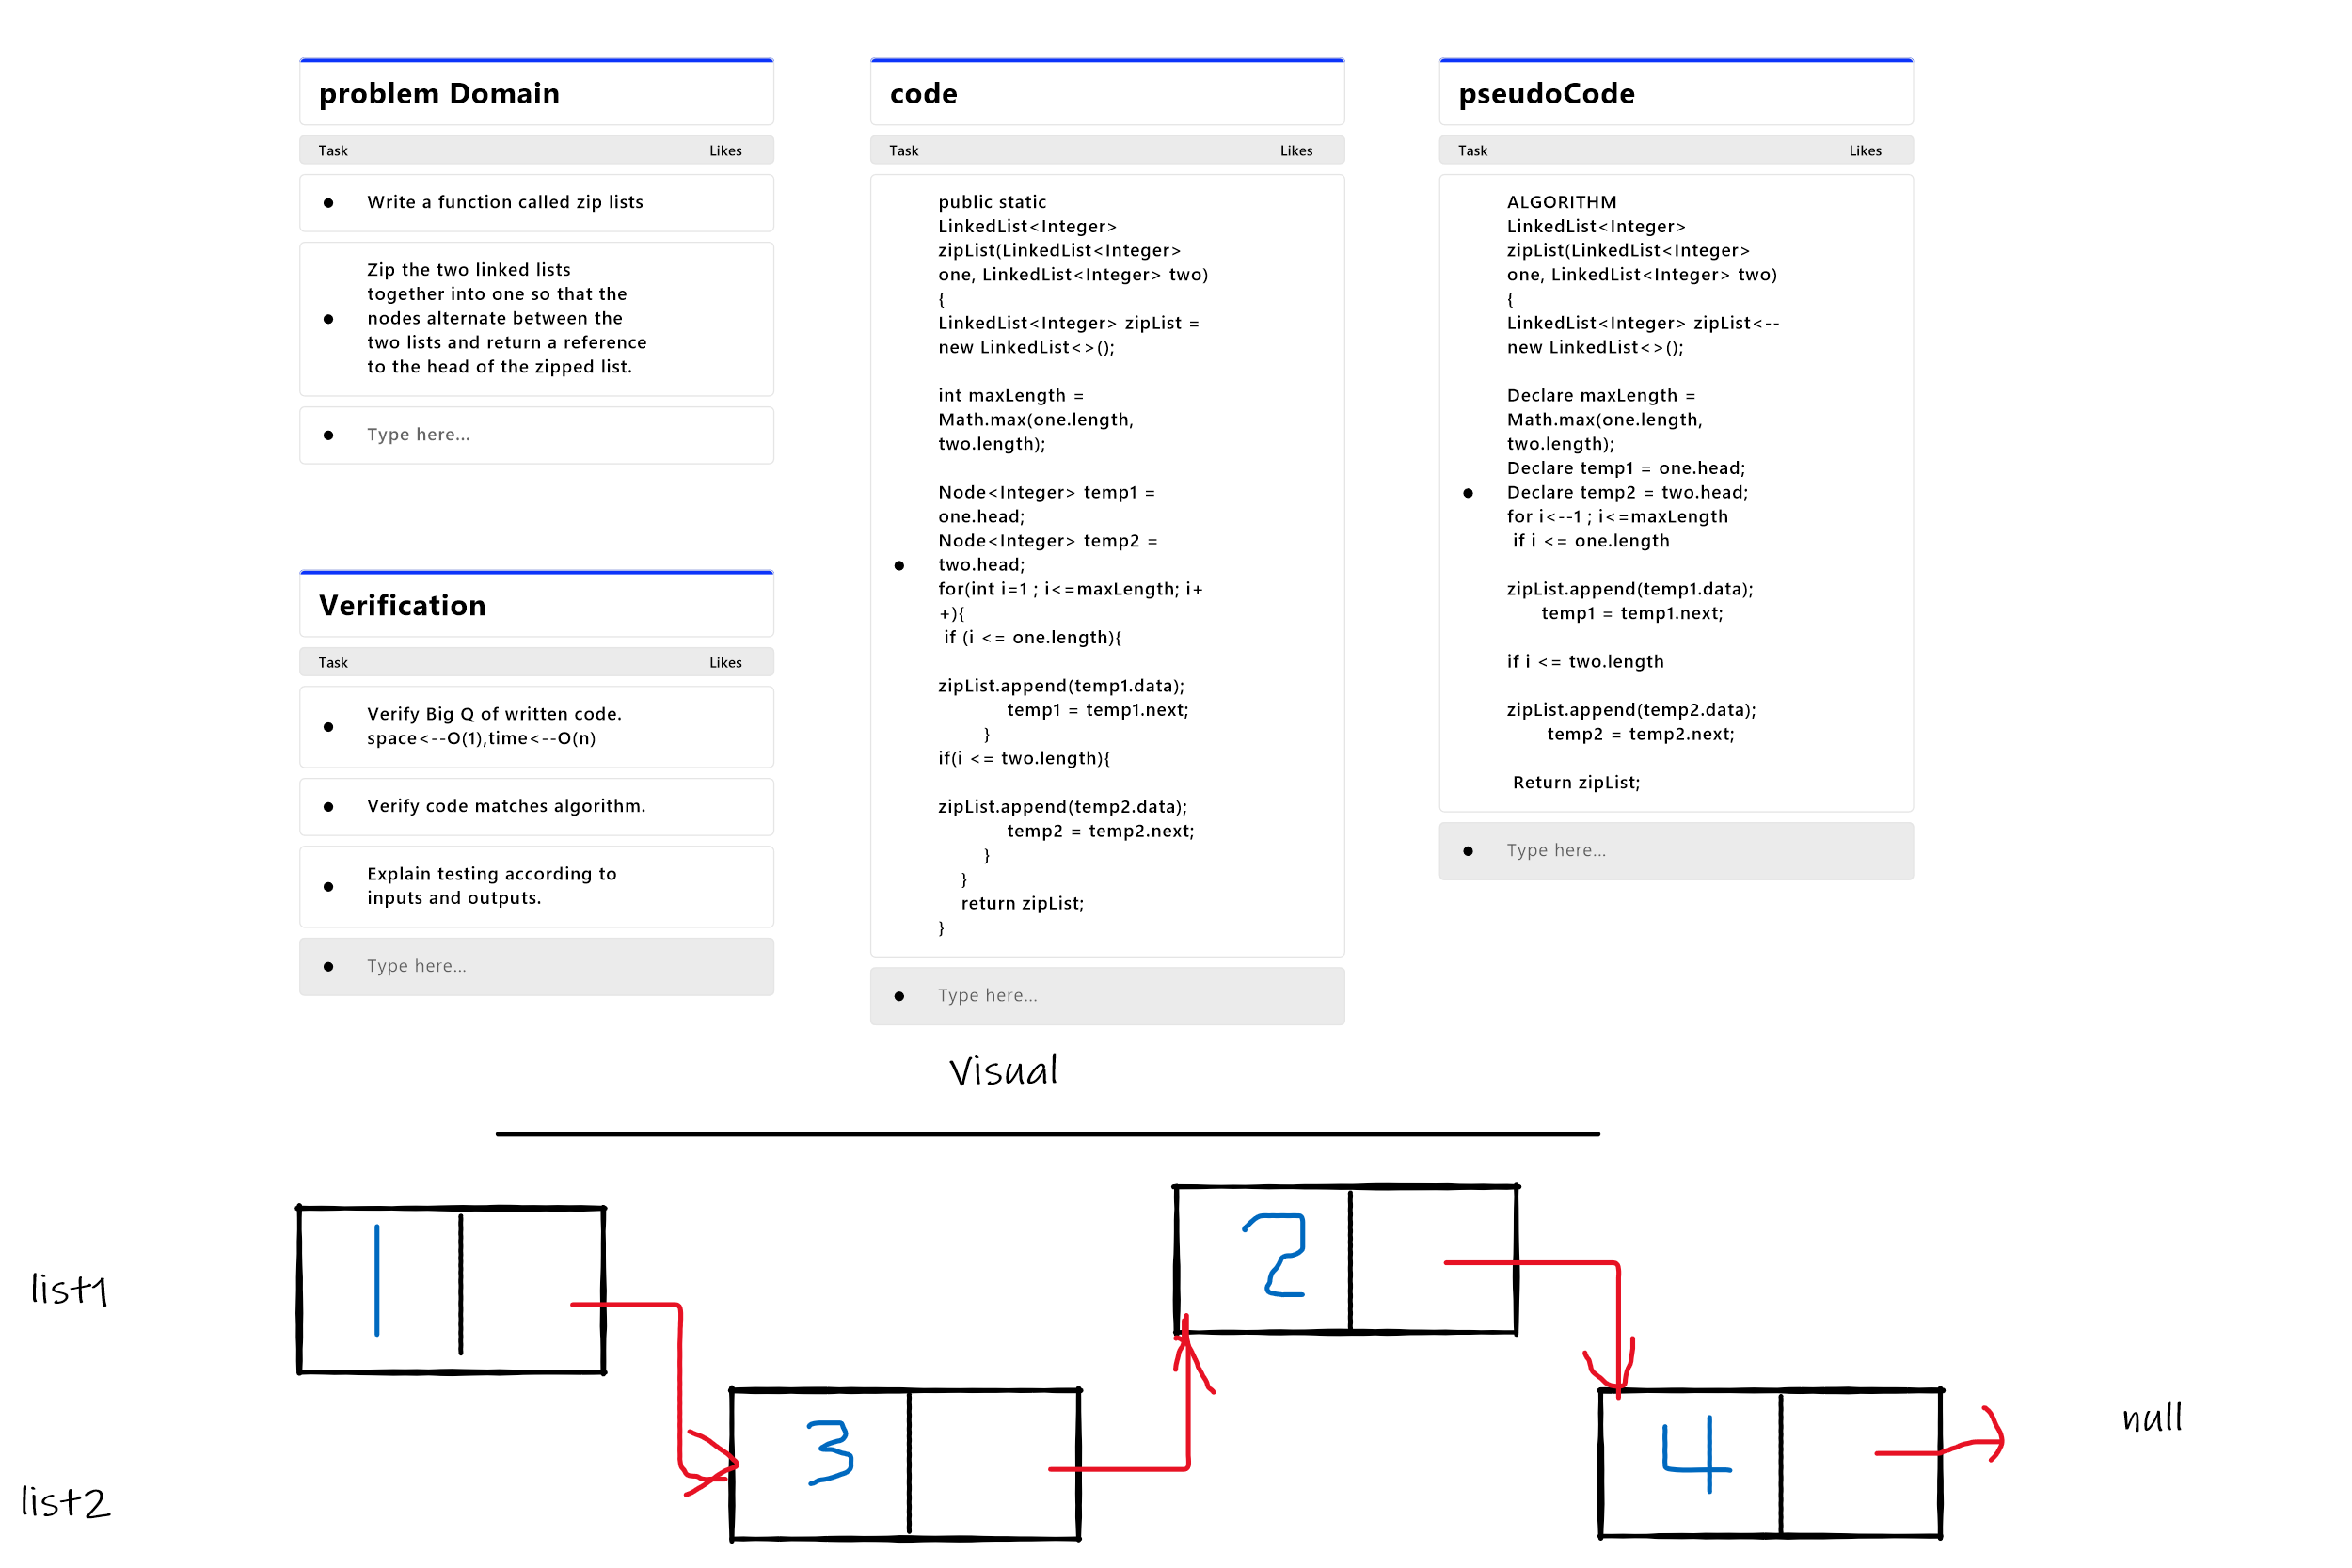 problem Domain
Task Likes
Write a function called zip lists
Zip the two linked lists
together into one so that the
nodes alternate between the
two lists and return a reference
to the head of the zipped list.
Type here...
Verification
Task Likes
Verify Big Q of written code.
space<--O(1),time<--O(n)
Verify code matches algorithm.
Explain testing according to
inputs and outputs.
Type here...
code
Task Likes
public static
LinkedList<Integer>
zipList(LinkedList<Integer>
one, LinkedList<Integer> two)
{
LinkedList<Integer> zipList =
new LinkedList<>();
int maxLength =
Math.max(one.length,
two.length);
Node<Integer> temp1 =
one.head;
Node<Integer> temp2 =
two.head;
for(int i=1 ; i<=maxLength; i+
+){
if (i <= one.length){
zipList.append(temp1.data);
temp1 = temp1.next;
}
if(i <= two.length){
zipList.append(temp2.data);
temp2 = temp2.next;
}
}
return zipList;
}
Type here...
pseudoCode
Task Likes
ALGORITHM
LinkedList<Integer>
zipList(LinkedList<Integer>
one, LinkedList<Integer> two)
{
LinkedList<Integer> zipList<--
new LinkedList<>();
Declare maxLength =
Math.max(one.length,
two.length);
Declare temp1 = one.head;
Declare temp2 = two.head;
for i<--1 ; i<=maxLength
if i <= one.length
zipList.append(temp1.data);
temp1 = temp1.next;
if i <= two.length
zipList.append(temp2.data);
temp2 = temp2.next;
Return zipList;
Type here...
Visual
list1
1
2
list2
3
4
null